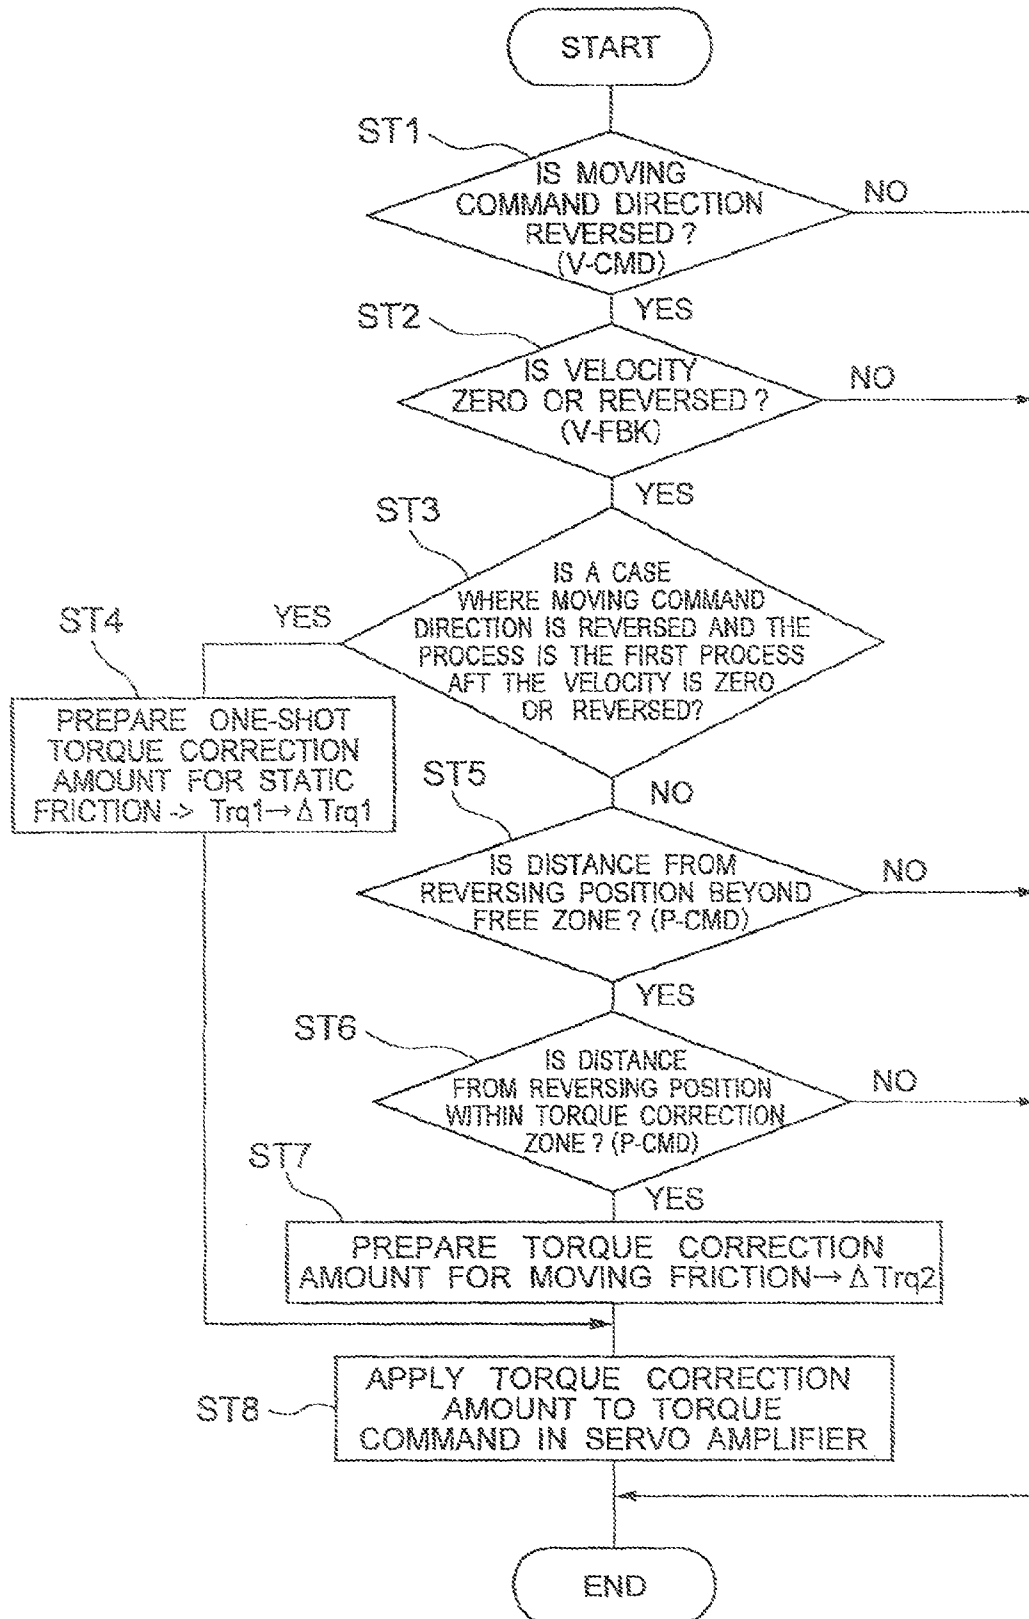 START
ST1
IS MOVING
COMMAND DIRECTION
REVERSED?
(V-CMD)
NO
YES
ST2
IS VELOCITY
ZERO OR REVERSED?
(V-FBK)
NO
YES
ST3
IS A CASE
WHERE MOVING COMMAND
DIRECTION IS REVERSED AND THE
PROCESS IS THE FIRST PROCESS
AFT THE VELOCITY IS ZERO
OR REVERSED?
YES
ST4
PREPARE ONE-SHOT
TORQUE CORRECTION
AMOUNT FOR STATIC
FRICTION -> Trq1→Δ Trq1
NO
ST5
IS DISTANCE FROM
REVERSING POSITION BEYOND
FREE ZONE? (P-CMD)
NO
YES
ST6
IS DISTANCE
FROM REVERSING POSITION
WITHIN TORQUE CORRECTION
ZONE? (P-CMD)
NO
YES
ST7
PREPARE TORQUE CORRECTION
AMOUNT FOR MOVING FRICTION→Δ Trq2
ST8
APPLY TORQUE CORRECTION
AMOUNT TO TORQUE
COMMAND IN SERVO AMPLIFIER
END